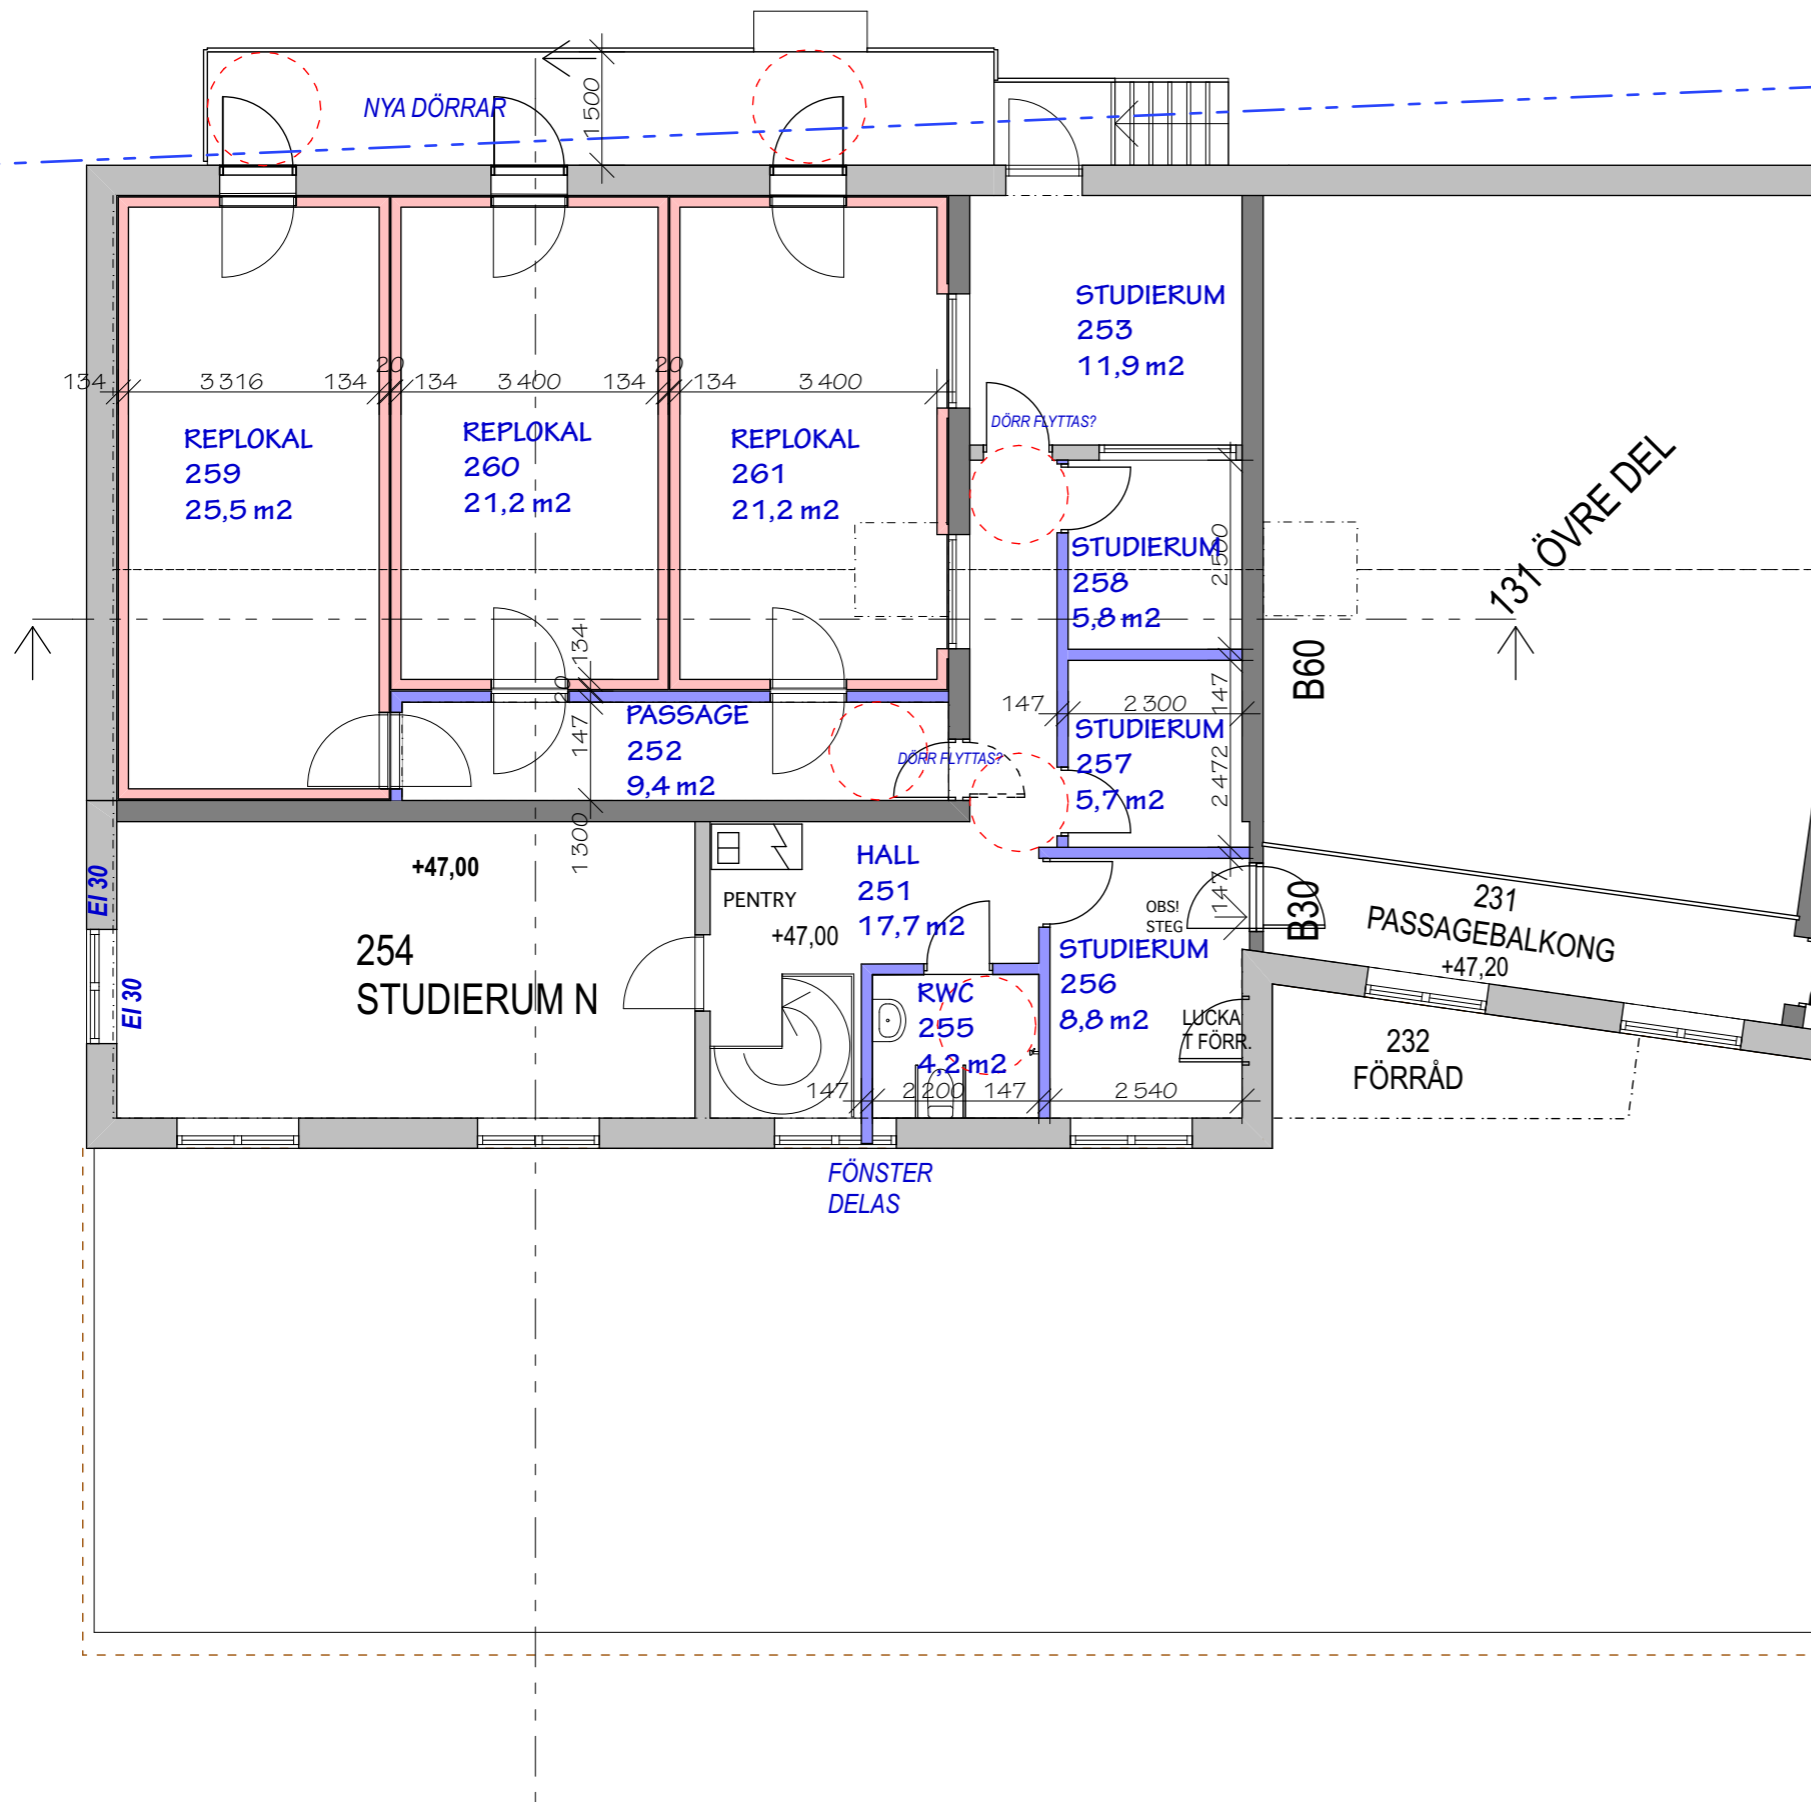 NYA DÖRRAR
1 500
STUDIERUM
253
11,9 m2
134
3 316
134
20
134
3 400
134
20
134
3 400
REPLOKAL
259
25,5 m2
REPLOKAL
260
21,2 m2
REPLOKAL
261
21,2 m2
DÖRR FLYTTAS?
131 ÖVRE DEL
STUDIERUM
258
5,8 m2
2 500
B60
134
20
147
1 300
PASSAGE
252
9,4 m2
DÖRR FLYTTAS?
147
2 300
147
STUDIERUM
257
5,7 m2
2 472
147
+47,00
EI 30
EI 30
254
STUDIERUM N
PENTRY
+47,00
HALL
251
17,7 m2
OBS!
STEG
B30
231
PASSAGEBALKONG
+47,20
STUDIERUM
256
8,8 m2
RWC
255
4,2 m2
LUCKA
T FÖRR.
232
FÖRRÅD
147
2 200
147
2 540
FÖNSTER
DELAS